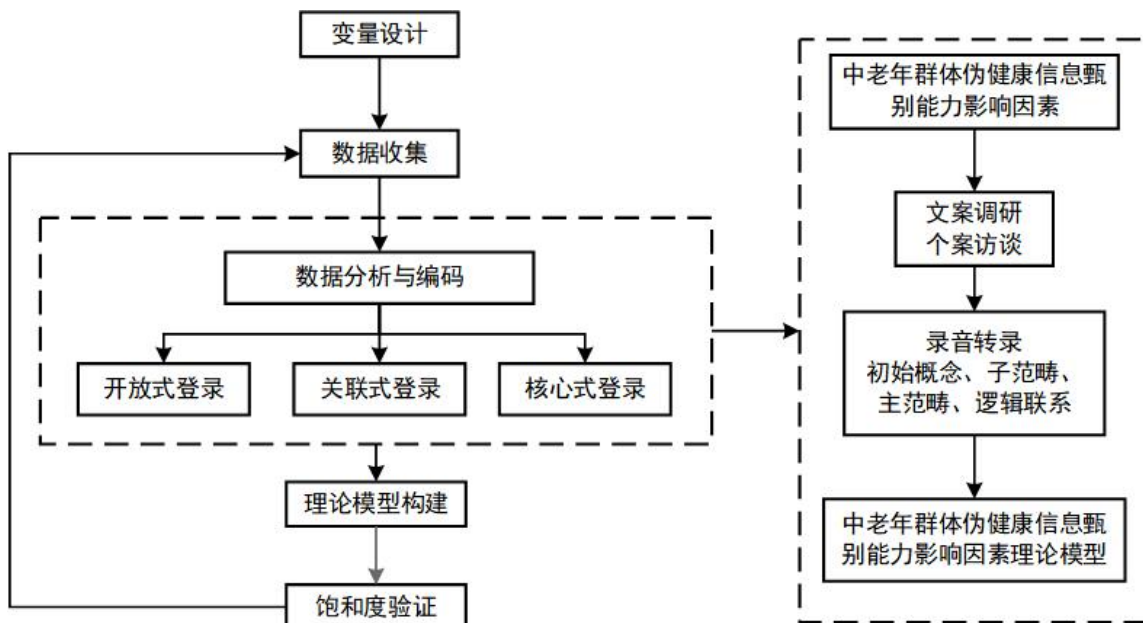 变量设计
数据收集
数据分析与编码
开放式登录
关联式登录
核心式登录
理论模型构建
饱和度验证
中老年群体伪健康信息甄
别能力影响因素
文案调研
个案访谈
录音转录
初始概念、子范畴、
主范畴、逻辑联系
中老年群体伪健康信息甄
别能力影响因素理论模型